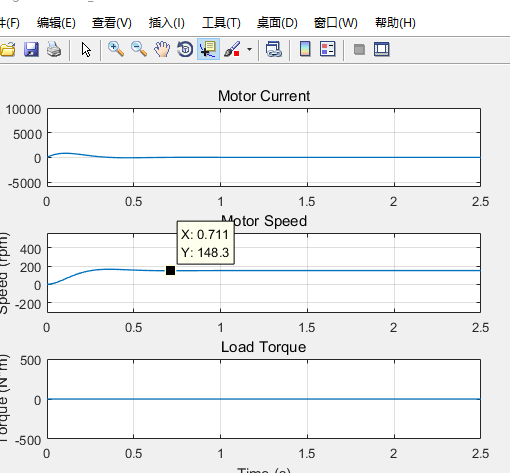 编辑(E) 查看(V) 插入(I) 工具(T) 桌面(D) 窗口(W) 帮助(H)
Motor Current
10000
5000
0
-5000
0 0.5 1 1.5 2 2.5
Motor Speed
X: 0.711
Y: 148.3
Speed (rpm)
400
200
0
-200
0 0.5 1 1.5 2 2.5
Load Torque
Torque (N*m)
500
0
-500
0 0.5 1 1.5 2 2.5
Time (s)